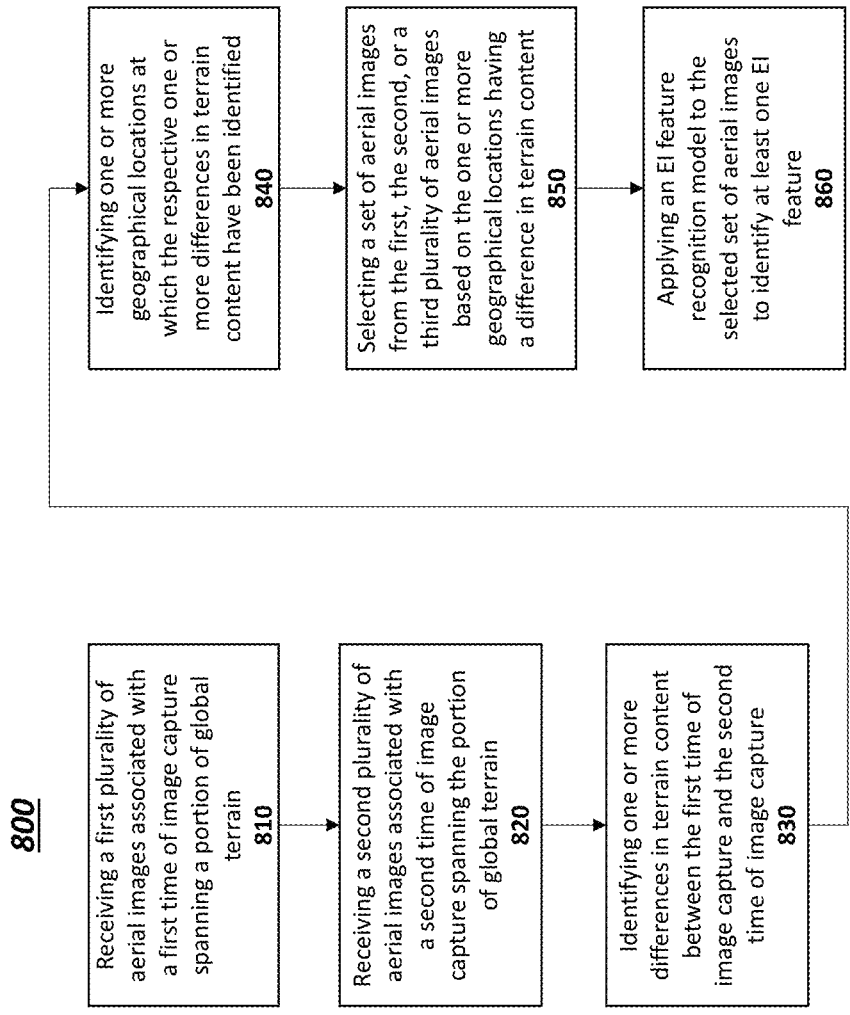 800
Receiving a first plurality of
aerial images associated with
a first time of image capture
spanning a portion of global
terrain
810
Receiving a second plurality of
aerial images associated with
a second time of image
capture spanning the portion
of global terrain
820
Identifying one or more
differences in terrain content
between the first time of
image capture and the second
time of image capture
830
Identifying one or more
geographical locations at
which the respective one or
more differences in terrain
content have been identified
840
Selecting a set of aerial images
from the first, the second, or a
third plurality of aerial images
based on the one or more
geographical locations having
a difference in terrain content
850
Applying an EI feature
recognition model to the
selected set of aerial images
to identify at least one EI
feature
860